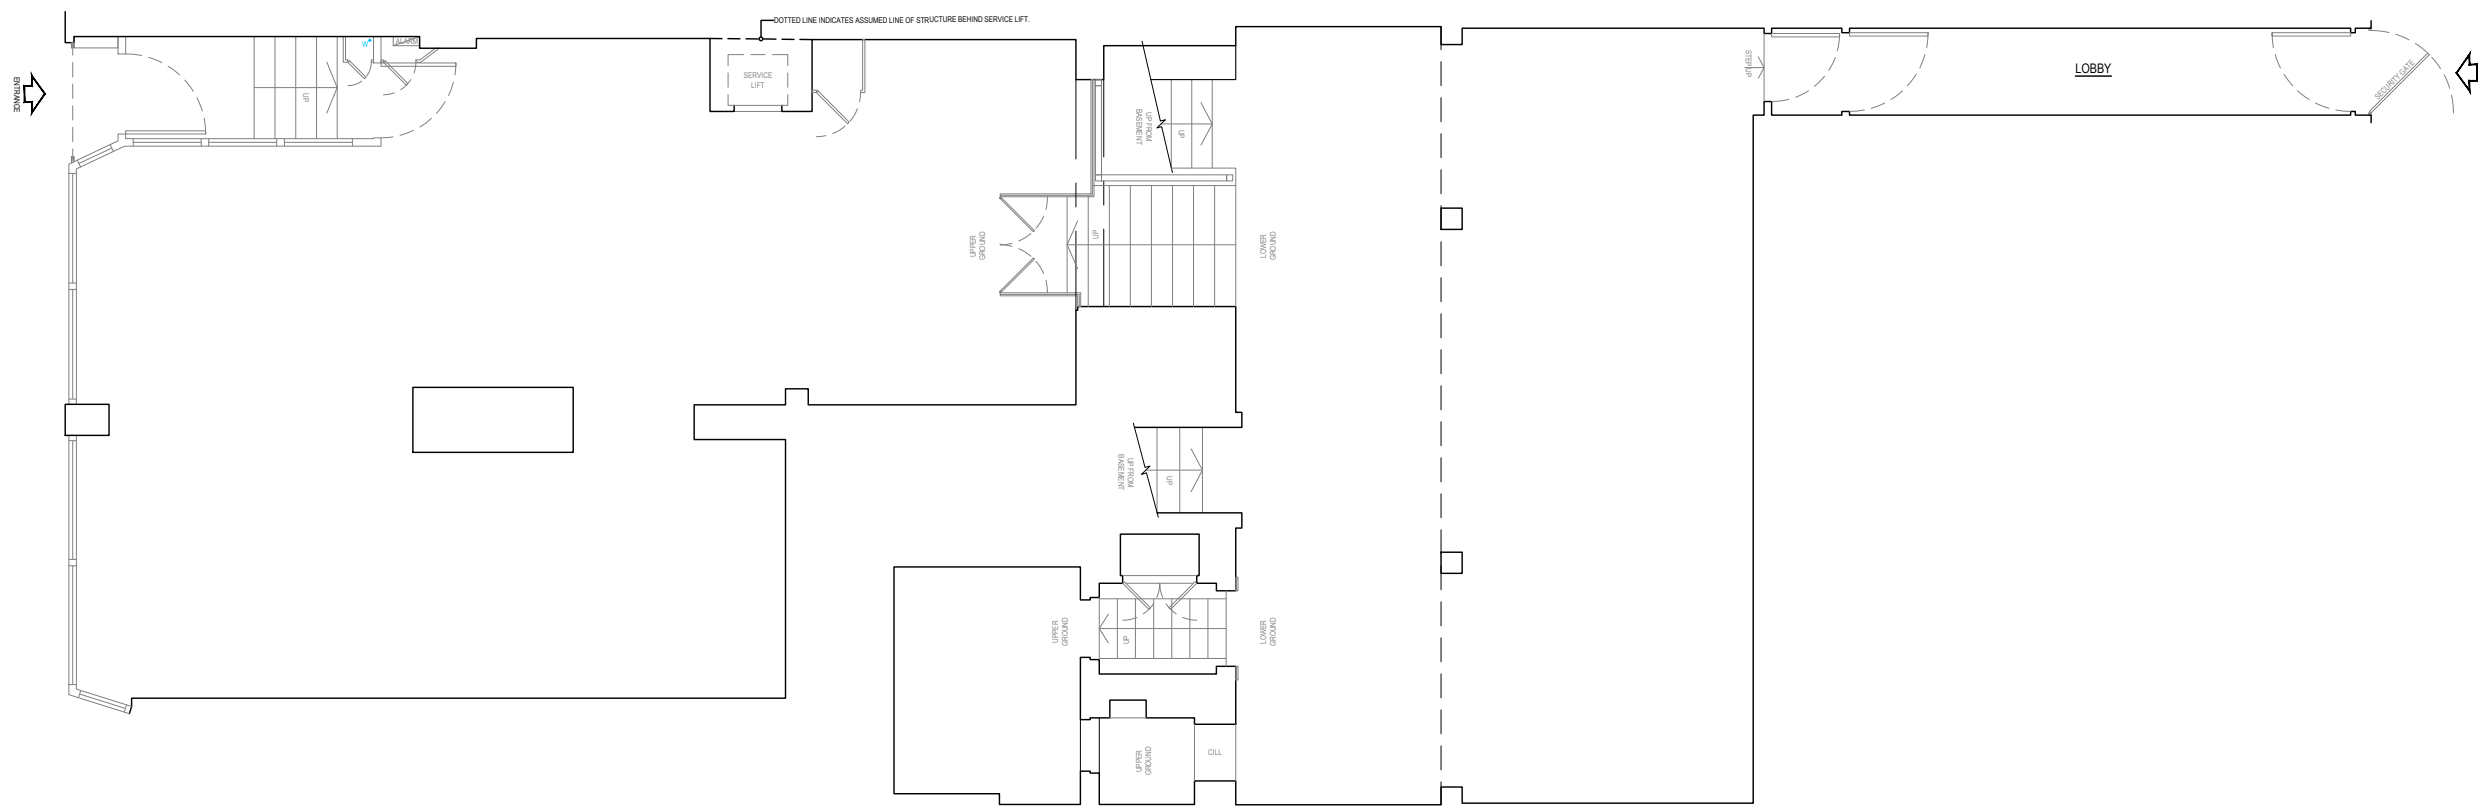 DOTTED LINE INDICATES ASSUMED LINE OF STRUCTURE BEHIND SERVICE LIFT.
ENTRANCE
UP
W
ALARM
SERVICE
LIFT
UP FROM
BASEMENT
UP
STEP UP
LOBBY
SECURITY GATE
UPPER
GROUND
UP
LOWER
GROUND
UP FROM
BASEMENT
UP
UPPER
GROUND
UP
LOWER
GROUND
UPPER
GROUND
CILL